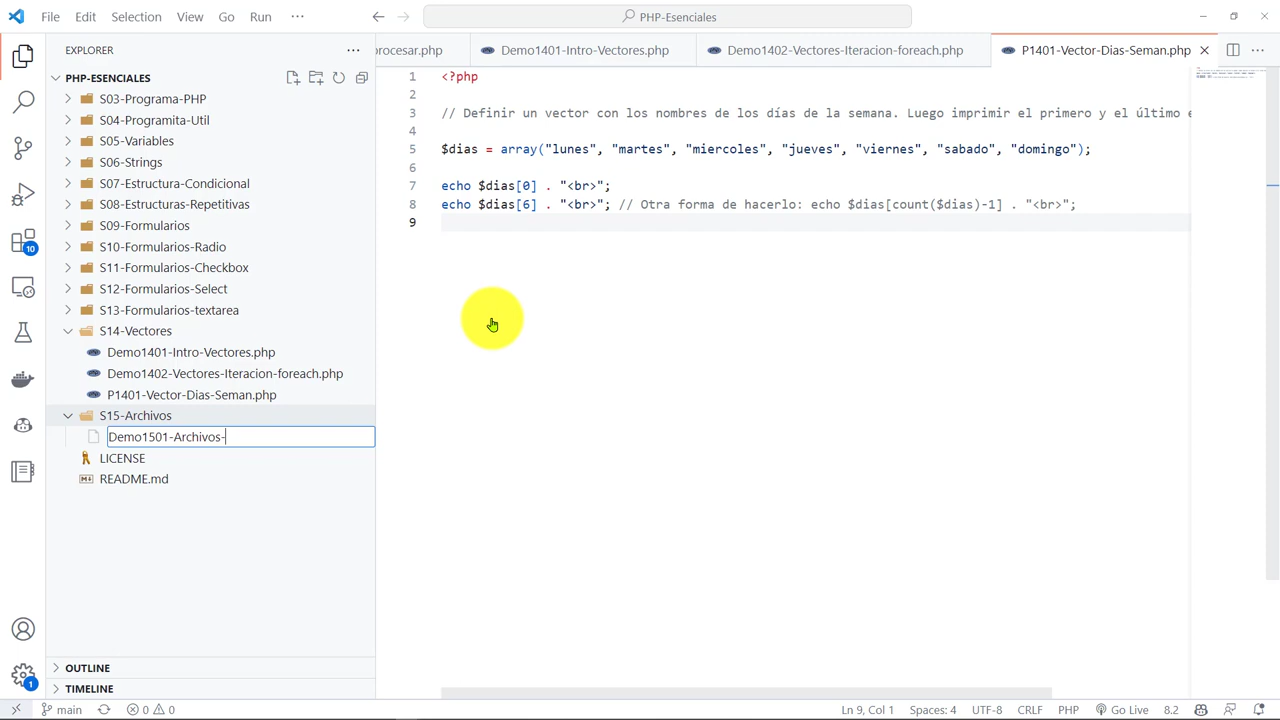 File Edit Selection View Go Run ··· PHP-Esenciales
EXPLORER
PHP-ESENCIALES
S03-Programa-PHP
S04-Programita-Util
S05-Variables
S06-Strings
S07-Estructura-Condicional
S08-Estructuras-Repetitivas
S09-Formularios
S10-Formularios-Radio
S11-Formularios-Checkbox
S12-Formularios-Select
S13-Formularios-textarea
S14-Vectores
Demo1401-Intro-Vectores.php
Demo1402-Vectores-Iteracion-foreach.php
P1401-Vector-Dias-Seman.php
S15-Archivos
Demo1501-Archivos-
LICENSE
README.md
OUTLINE
TIMELINE
10
1
procesar.php Demo1401-Intro-Vectores.php Demo1402-Vectores-Iteracion-foreach.php P1401-Vector-Dias-Seman.php
1 <?php
2
3 // Definir un vector con los nombres de los días de la semana. Luego imprimir el primero y el último e
4
5 $dias = array("lunes", "martes", "miercoles", "jueves", "viernes", "sabado", "domingo");
6
7 echo $dias[0] . "<br>";
8 echo $dias[6] . "<br>"; // Otra forma de hacerlo: echo $dias[count($dias)-1] . "<br>";
9
main 0 0 Ln 9, Col 1 Spaces: 4 UTF-8 CRLF PHP Go Live 8.2